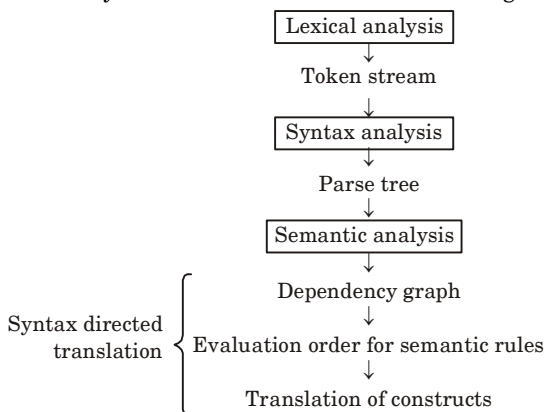 Lexical analysis
Token stream
Syntax analysis
Parse tree
Semantic analysis
Dependency graph
Syntax directed
translation
Evaluation order for semantic rules
Translation of constructs